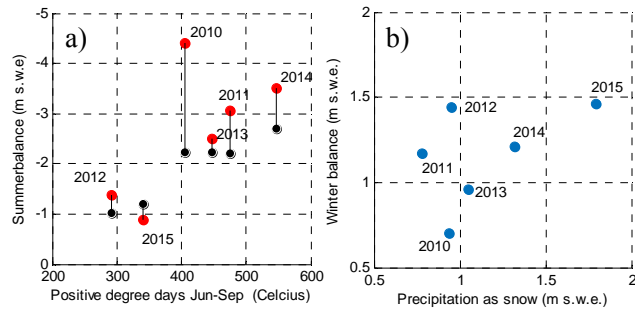 a)
Summerbalance (m s.w.e)
-5
-4
-3
-2
-1
0
2010
2014
2011
2013
2012
2015
200 300 400 500 600
Positive degree days Jun-Sep (Celcius)
b)
Winter balance (m s.w.e.)
2
1.5
1
0.5
2015
2012
2014
2011
2013
2010
0.5 1 1.5 2
Precipitation as snow (m s.w.e.)